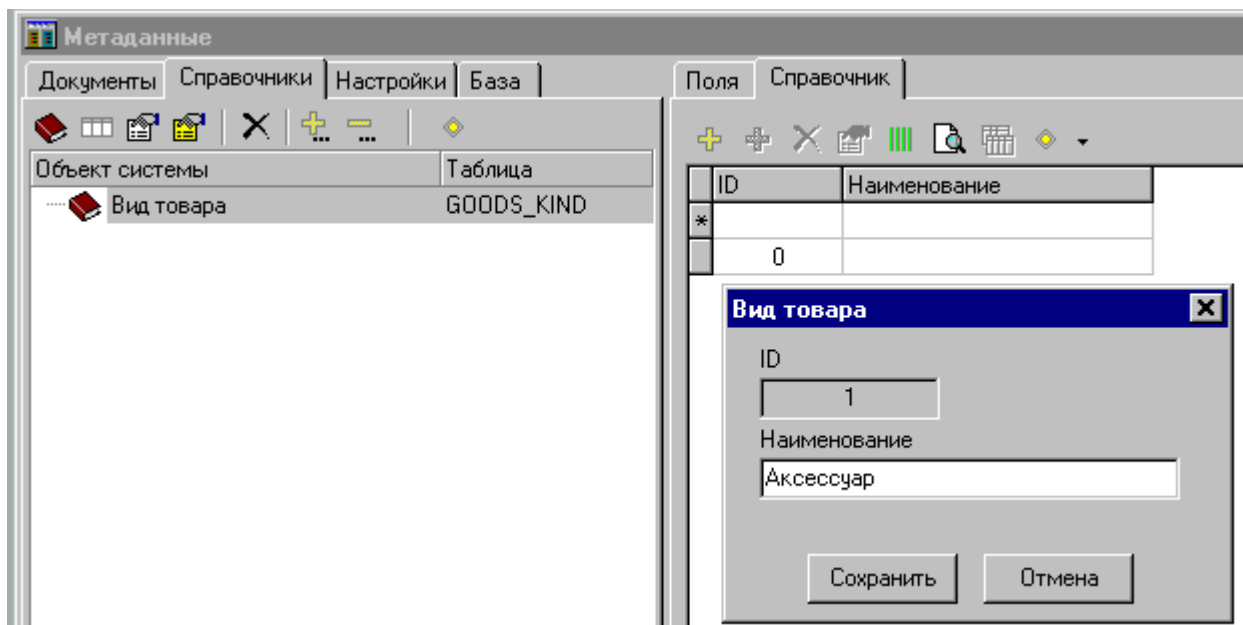 Метаданные
Документы Справочники Настройки База
Поля Справочник
Объект системы Таблица
Вид товара GOODS_KIND
ID Наименование
*
0
Вид товара
ID
1
Наименование
Аксессуар
Сохранить Отмена